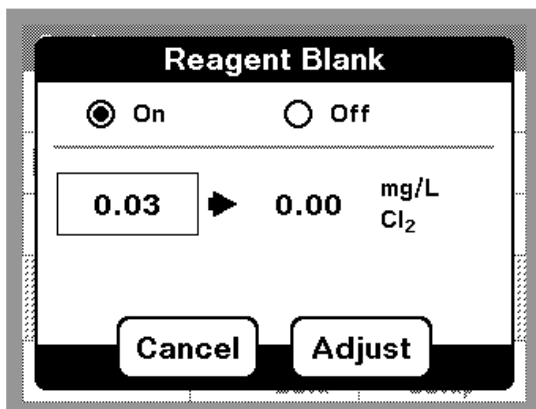 Reagent Blank
On Off
0.03 0.00 mg/L
Cl₂
Cancel Adjust